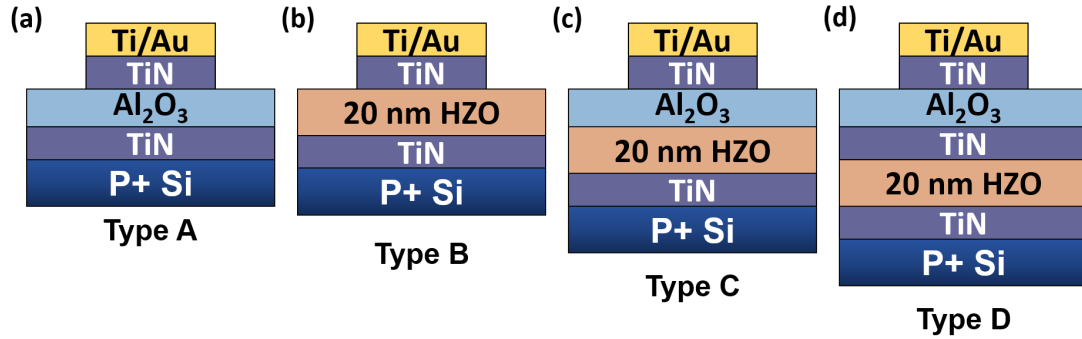 (a)
Ti/Au
TiN
Al₂O₃
TiN
P+ Si
Type A
(b)
Ti/Au
TiN
20 nm HZO
TiN
P+ Si
Type B
(c)
Ti/Au
TiN
Al₂O₃
20 nm HZO
TiN
P+ Si
Type C
(d)
Ti/Au
TiN
Al₂O₃
TiN
20 nm HZO
TiN
P+ Si
Type D